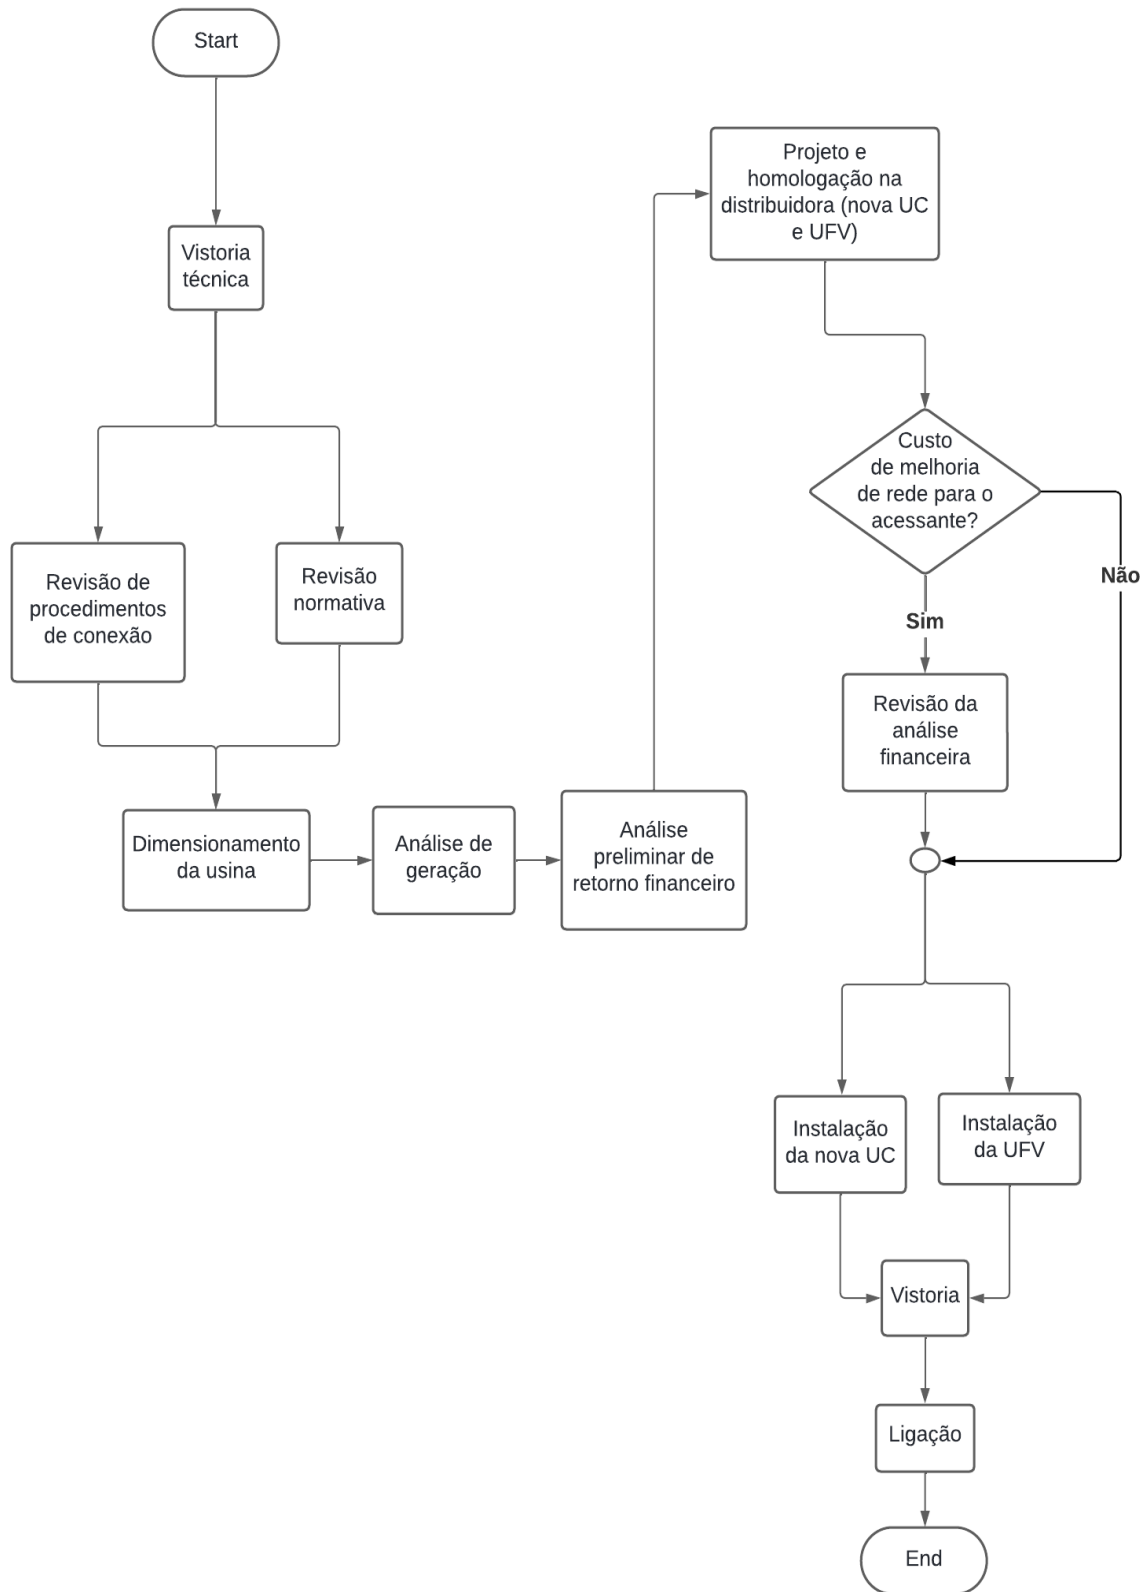 Start
Vistoria
técnica
Revisão de
procedimentos
de conexão
Revisão
normativa
Dimensionamento
da usina
Análise de
geração
Análise
preliminar de
retorno financeiro
Projeto e
homologação na
distribuidora (nova UC
e UFV)
Custo
de melhoria
de rede para o
acessante?
Não
Sim
Revisão da
análise
financeira
Instalação
da nova UC
Instalação
da UFV
Vistoria
Ligação
End